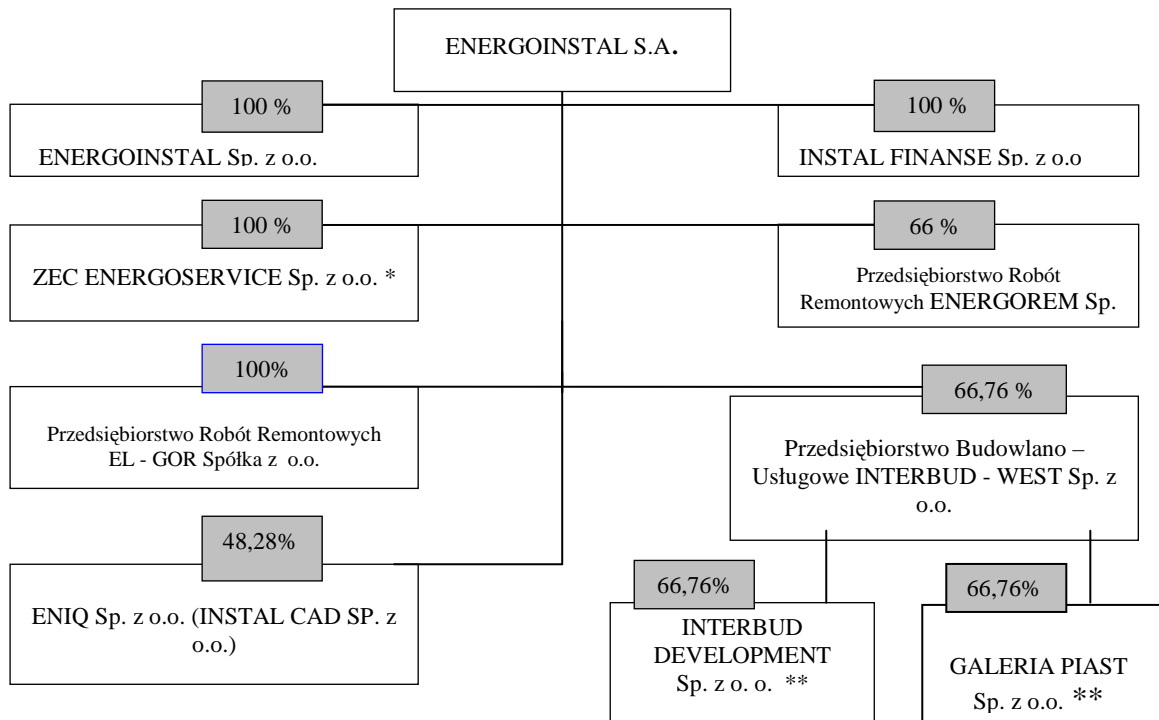 ENERGOINSTAL S.A.
100 %
ENERGOINSTAL Sp. z o.o.
100 %
INSTAL FINANSE Sp. z o.o
100 %
ZEC ENERGOSERVICE Sp. z o.o. *
66 %
Przedsiębiorstwo Robót
Remontowych ENERGOREM Sp.
100%
Przedsiębiorstwo Robót Remontowych
EL - GOR Spółka z o.o.
66,76 %
Przedsiębiorstwo Budowlano –
Usługowe INTERBUD - WEST Sp. z
o.o.
48,28%
ENIQ Sp. z o.o. (INSTAL CAD SP. z
o.o.)
66,76%
INTERBUD
DEVELOPMENT
Sp. z o. o. **
66,76%
GALERIA PIAST
Sp. z o.o. **